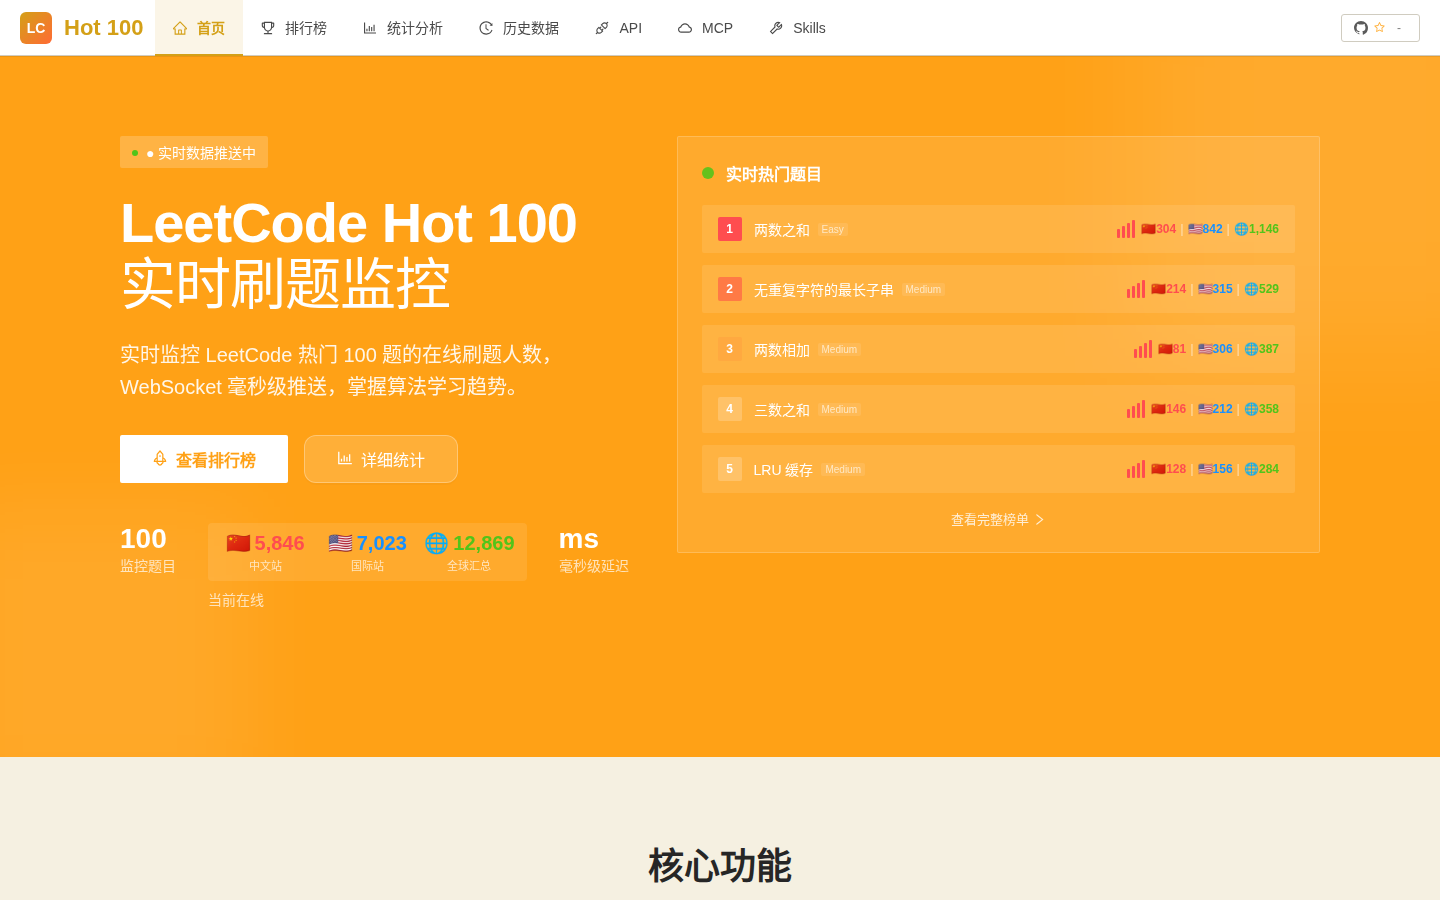 LC Hot 100 首页 排行榜 统计分析 历史数据 API MCP Skills -
● 实时数据推送中
LeetCode Hot 100
实时刷题监控
实时监控 LeetCode 热门 100 题的在线刷题人数，
WebSocket 毫秒级推送，掌握算法学习趋势。
查看排行榜 详细统计
100
监控题目
🇨🇳 5,846 🇺🇸 7,023 🌐 12,869
中文站 国际站 全球汇总
当前在线
ms
毫秒级延迟
实时热门题目
1 两数之和 Easy 🇨🇳304 | 🇺🇸842 | 🌐1,146
2 无重复字符的最长子串 Medium 🇨🇳214 | 🇺🇸315 | 🌐529
3 两数相加 Medium 🇨🇳81 | 🇺🇸306 | 🌐387
4 三数之和 Medium 🇨🇳146 | 🇺🇸212 | 🌐358
5 LRU 缓存 Medium 🇨🇳128 | 🇺🇸156 | 🌐284
查看完整榜单
核心功能